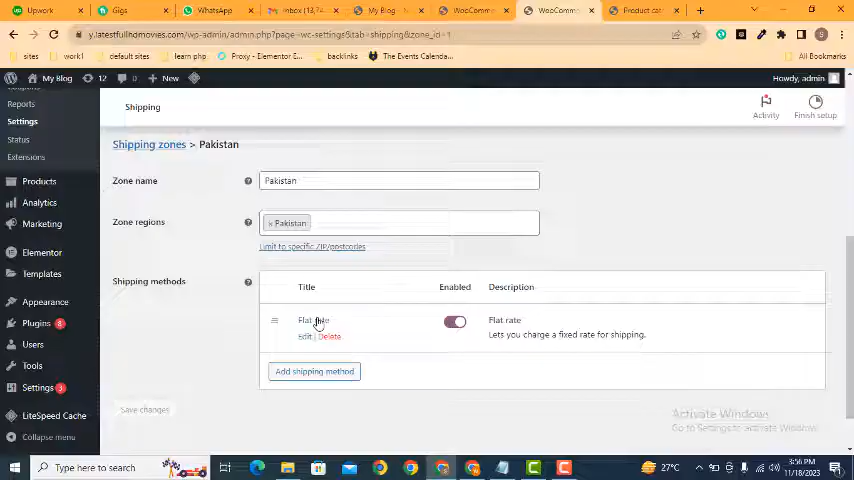 Upwork
Gigs
WhatsApp
Inbox (13,74
My Blog -
WooComm
WooComm
Product cat
y.latestfullhdmovies.com/wp-admin/admin.php?page=wc-settings&tab=shipping&zone_id=1
sites
work1
default sites
learn php
Proxy - Elementor E...
backlinks
The Events Calenda...
All Bookmarks
My Blog
12
0
New
Howdy, admin
Coupons
Reports
Settings
Status
Extensions
Products
Analytics
Marketing
Elementor
Templates
Appearance
Plugins 8
Users
Tools
Settings 3
LiteSpeed Cache
Collapse menu
Shipping
Activity
Finish setup
Shipping zones > Pakistan
Zone name
Pakistan
Zone regions
× Pakistan
Limit to specific ZIP/postcodes
Shipping methods
Title
Enabled
Description
Flat rate
Edit | Delete
Flat rate
Lets you charge a fixed rate for shipping.
Add shipping method
Save changes
Activate Windows
Go to Settings to Activate Windows.
Type here to search
27°C
3:56 PM
11/18/2023